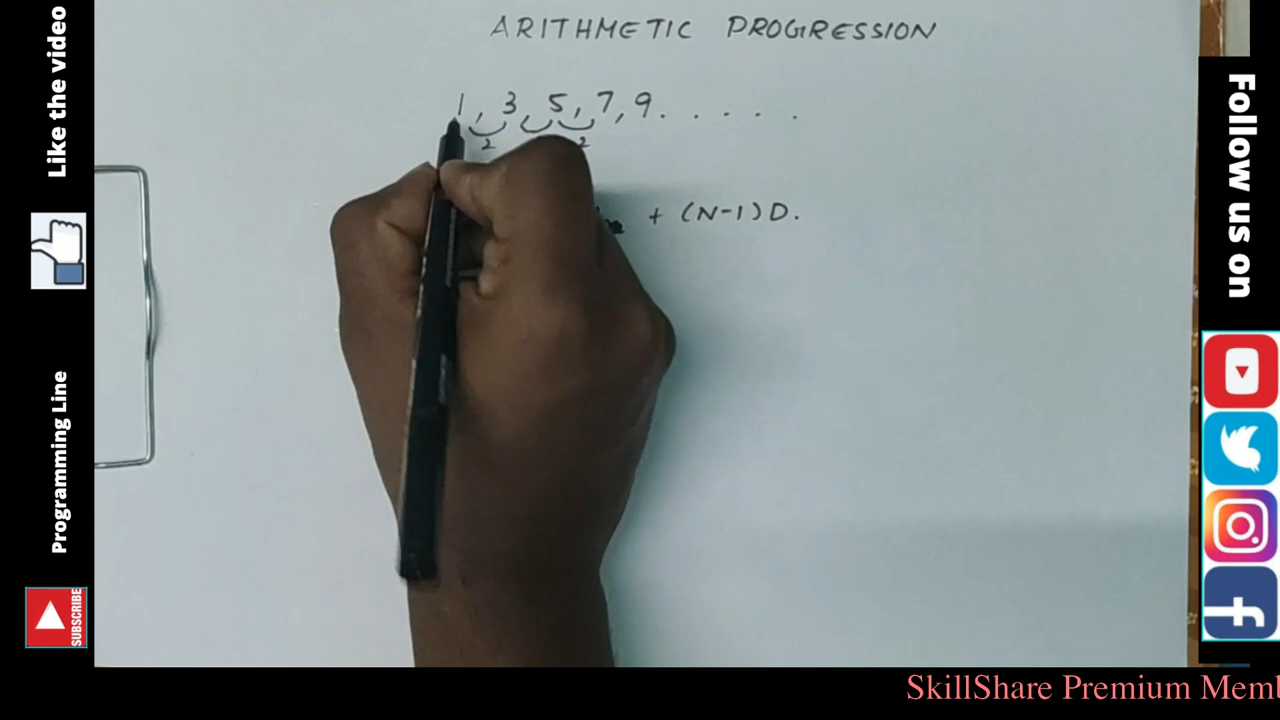 ARITHMETIC PROGRESSION
1, 3, 5, 7, 9. . . . . .
2 2
+ (N-1) D.
Like the video
Programming Line
SUBSCRIBE
Follow us on
SkillShare Premium Memb